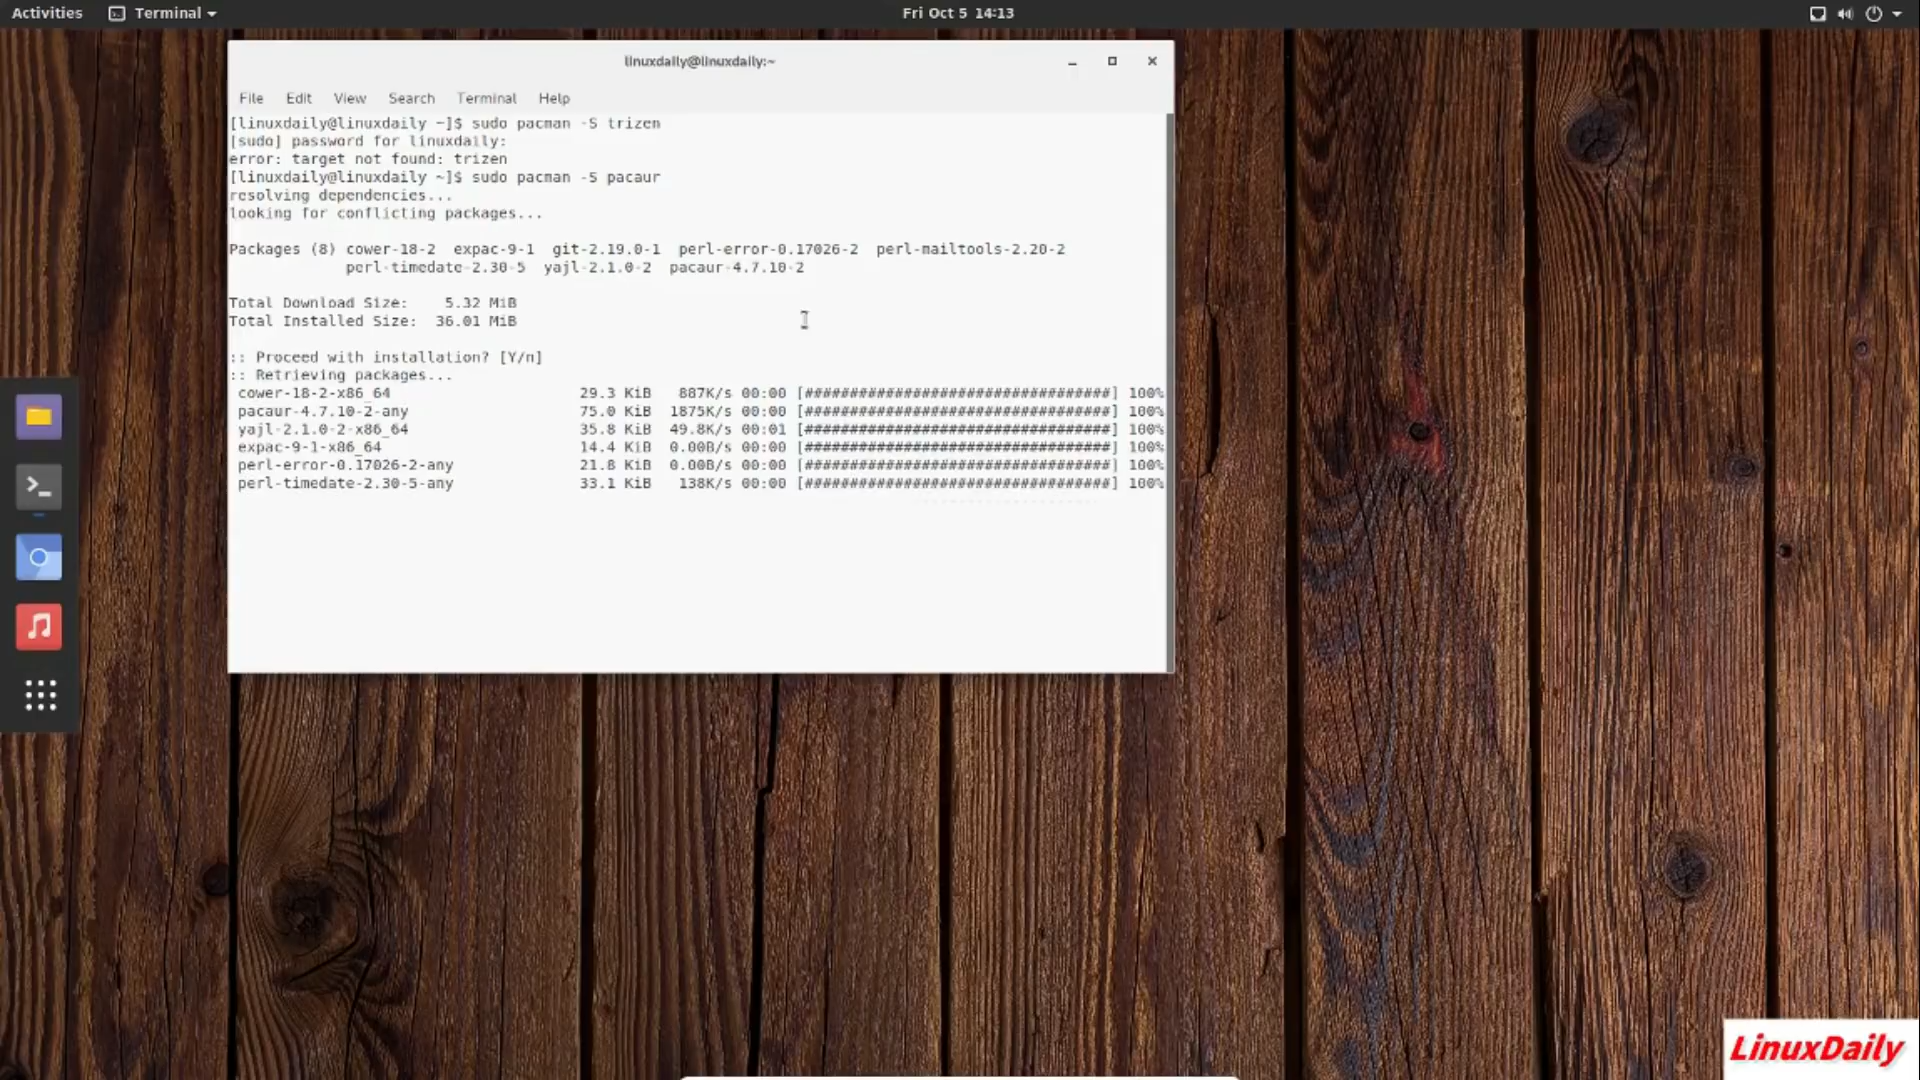 Activities Terminal Fri Oct 5 14:13
linuxdaily@linuxdaily:~
File Edit View Search Terminal Help
[linuxdaily@linuxdaily ~]$ sudo pacman -S trizen
[sudo] password for linuxdaily:
error: target not found: trizen
[linuxdaily@linuxdaily ~]$ sudo pacman -S pacaur
resolving dependencies...
looking for conflicting packages...
Packages (8) cower-18-2 expac-9-1 git-2.19.0-1 perl-error-0.17026-2 perl-mailtools-2.20-2
perl-timedate-2.30-5 yajl-2.1.0-2 pacaur-4.7.10-2
Total Download Size: 5.32 MiB
Total Installed Size: 36.01 MiB
:: Proceed with installation? [Y/n]
:: Retrieving packages...
cower-18-2-x86_64 29.3 KiB 887K/s 00:00 [##################################] 100%
pacaur-4.7.10-2-any 75.0 KiB 1875K/s 00:00 [##################################] 100%
yajl-2.1.0-2-x86_64 35.8 KiB 49.8K/s 00:01 [##################################] 100%
expac-9-1-x86_64 14.4 KiB 0.00B/s 00:00 [##################################] 100%
perl-error-0.17026-2-any 21.8 KiB 0.00B/s 00:00 [##################################] 100%
perl-timedate-2.30-5-any 33.1 KiB 138K/s 00:00 [##################################] 100%
LinuxDaily